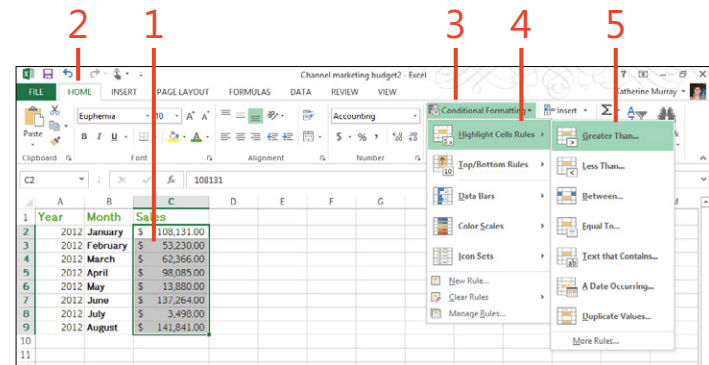 2 1 3 4 5
Channel marketing budget2 - Excel
?
FILE HOME INSERT PAGE LAYOUT FORMULAS DATA REVIEW VIEW Katherine Murray
Paste
Euphemia 10 A A
B I U A
Accounting
$ % ,
Conditional Formatting
Insert
Σ
Clipboard Font Alignment Number
C2 fx 108131
A B C D E F G
1 Year Month Sales
2 2012 January $ 108,131.00
3 2012 February $ 53,230.00
4 2012 March $ 62,366.00
5 2012 April $ 98,085.00
6 2012 May $ 13,880.00
7 2012 June $ 137,264.00
8 2012 July $ 3,498.00
9 2012 August $ 141,841.00
10
11
Highlight Cells Rules
Top/Bottom Rules
Data Bars
Color Scales
Icon Sets
New Rule...
Clear Rules
Manage Rules...
Greater Than...
Less Than...
Between...
Equal To...
Text that Contains...
A Date Occurring...
Duplicate Values...
More Rules...